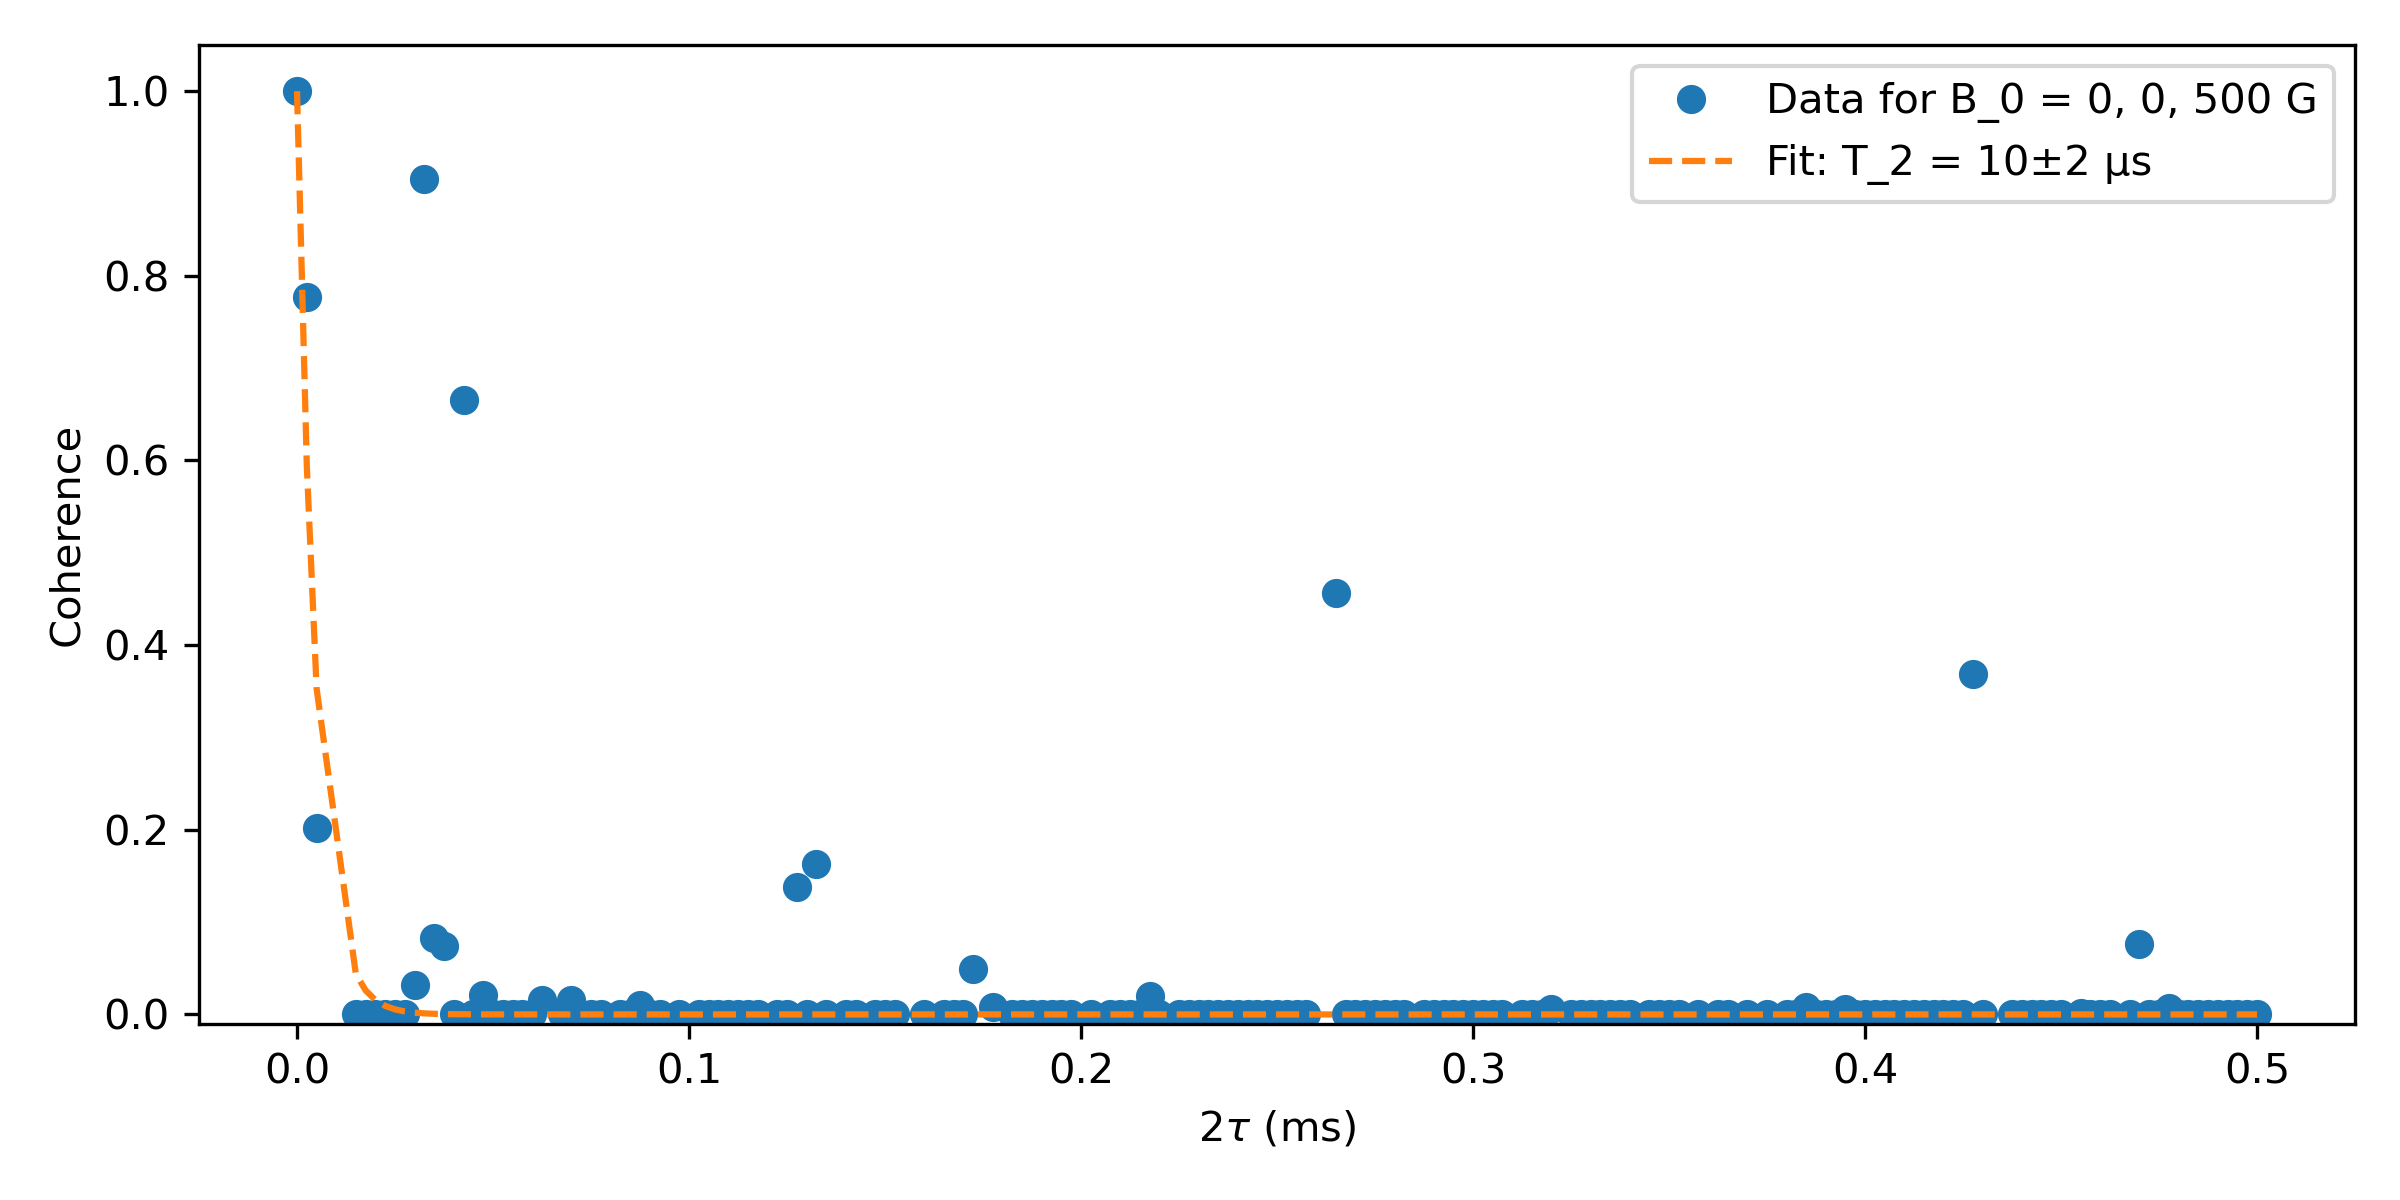 Data for B_0 = 0, 0, 500 G
Fit: T_2 = 10±2 µs
Coherence
1.0
0.8
0.6
0.4
0.2
0.0
0.0 0.1 0.2 0.3 0.4 0.5
2τ (ms)